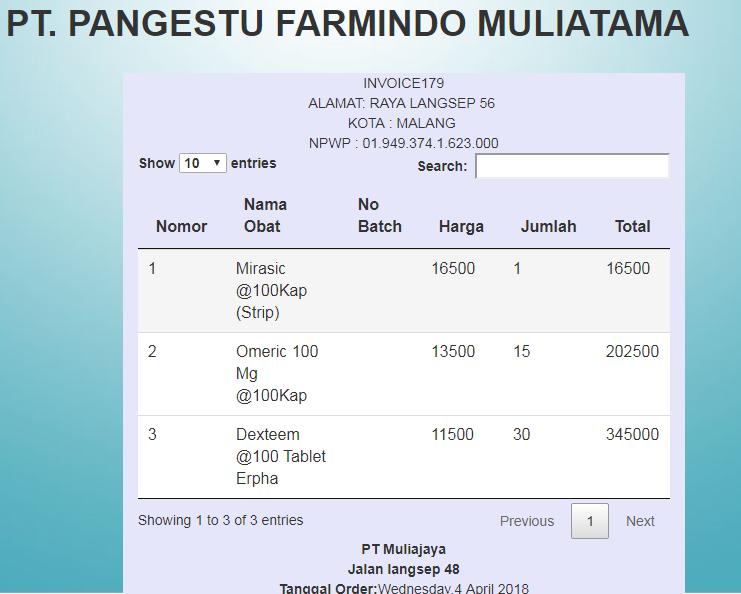 PT. PANGESTU FARMINDO MULIATAMA
INVOICE179
ALAMAT: RAYA LANGSEP 56
KOTA : MALANG
NPWP : 01.949.374.1.623.000
Show 10 entries Search:
Nomor Nama Obat No Batch Harga Jumlah Total
1 Mirasic @100Kap (Strip) 16500 1 16500
2 Omeric 100 Mg @100Kap 13500 15 202500
3 Dexteem @100 Tablet Erpha 11500 30 345000
Showing 1 to 3 of 3 entries Previous 1 Next
PT Muliajaya
Jalan langsep 48
Tanggal Order:Wednesday,4 April 2018